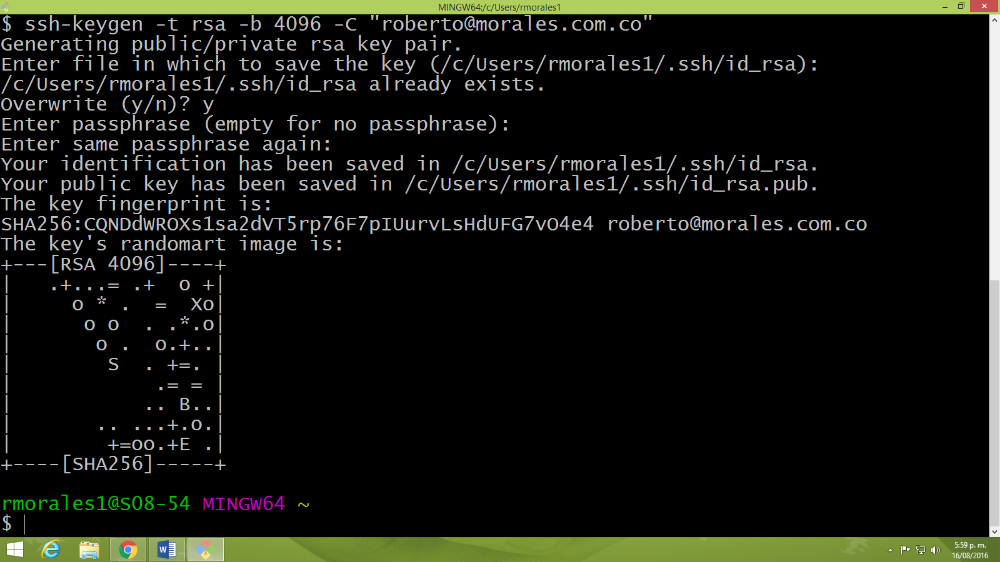 MINGW64:/c/Users/rmorales1
$ ssh-keygen -t rsa -b 4096 -C "roberto@morales.com.co"
Generating public/private rsa key pair.
Enter file in which to save the key (/c/Users/rmorales1/.ssh/id_rsa):
/c/Users/rmorales1/.ssh/id_rsa already exists.
Overwrite (y/n)? y
Enter passphrase (empty for no passphrase):
Enter same passphrase again:
Your identification has been saved in /c/Users/rmorales1/.ssh/id_rsa.
Your public key has been saved in /c/Users/rmorales1/.ssh/id_rsa.pub.
The key fingerprint is:
SHA256:CQNDdWROXs1sa2dVT5rp76F7pIUurvLsHdUFG7vO4e4 roberto@morales.com.co
The key's randomart image is:
+---[RSA 4096]----+
|   .+...= .+  o +|
|     o * .  =  Xo|
|      o o  . .*.o|
|       o .  o.+..|
|        S  . +=. |
|            .= = |
|           .. B..|
|       .. ...+.o.|
|        +=oo.+E .|
+----[SHA256]-----+
rmorales1@SO8-54 MINGW64 ~
$
5:59 p. m.
16/08/2016